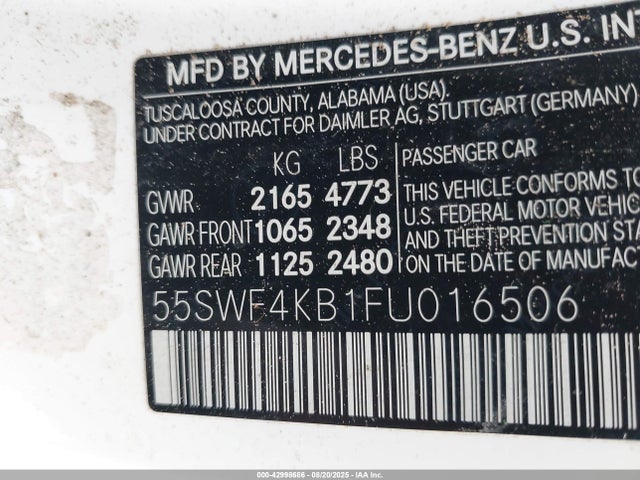 MFD BY MERCEDES-BENZ U.S. INT
TUSCALOOSA COUNTY, ALABAMA (USA).
UNDER CONTRACT FOR DAIMLER AG, STUTTGART (GERMANY)
KG LBS
GVWR 2165 4773
GAWR FRONT 1065 2348
GAWR REAR 1125 2480
PASSENGER CAR
THIS VEHICLE CONFORMS TO
U.S. FEDERAL MOTOR VEHIC
AND THEFT PREVENTION STA
ON THE DATE OF MANUFACT
55SWF4KB1FU016506
000-42998686 - 08/20/2025 - IAA Inc.